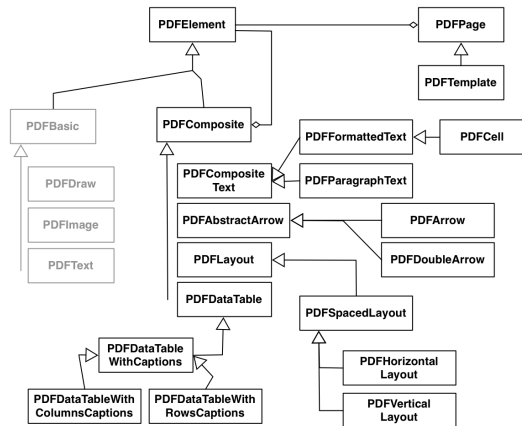 PDFElement
PDFPage
PDFTemplate
PDFBasic
PDFComposite
PDFFormattedText
PDFCell
PDFDraw
PDFComposite
Text
PDFParagraphText
PDFImage
PDFAbstractArrow
PDFArrow
PDFText
PDFLayout
PDFDoubleArrow
PDFDataTable
PDFSpacedLayout
PDFDataTable
WithCaptions
PDFHorizontal
Layout
PDFDataTableWith
ColumnsCaptions
PDFDataTableWith
RowsCaptions
PDFVertical
Layout